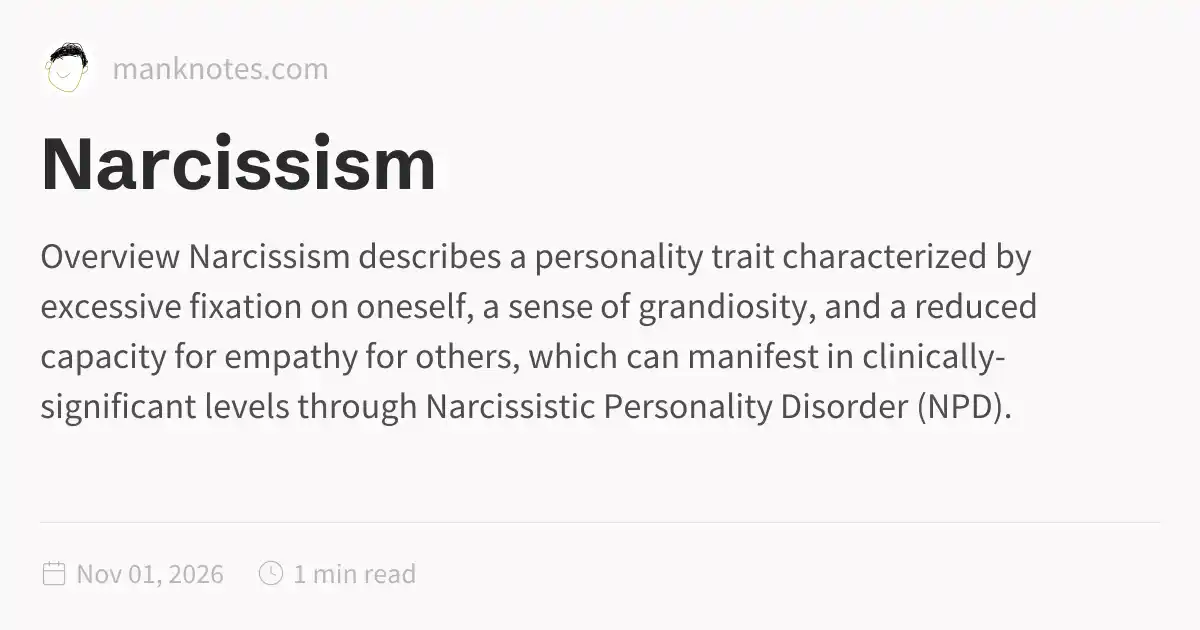 manknotes.com
Narcissism
Overview Narcissism describes a personality trait characterized by
excessive fixation on oneself, a sense of grandiosity, and a reduced
capacity for empathy for others, which can manifest in clinically-
significant levels through Narcissistic Personality Disorder (NPD).
Nov 01, 2026 1 min read